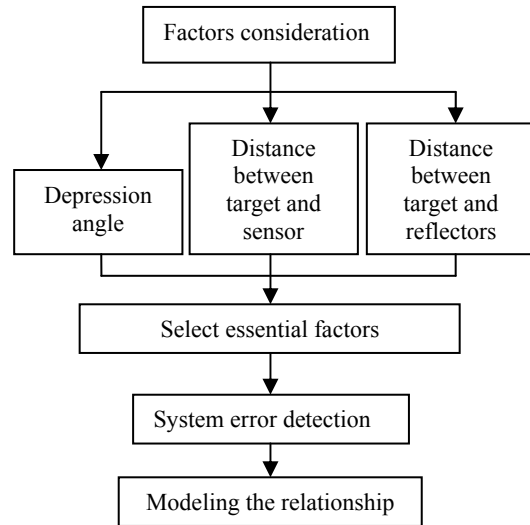 Factors consideration
Depression
angle
Distance
between
target and
sensor
Distance
between
target and
reflectors
Select essential factors
System error detection
Modeling the relationship